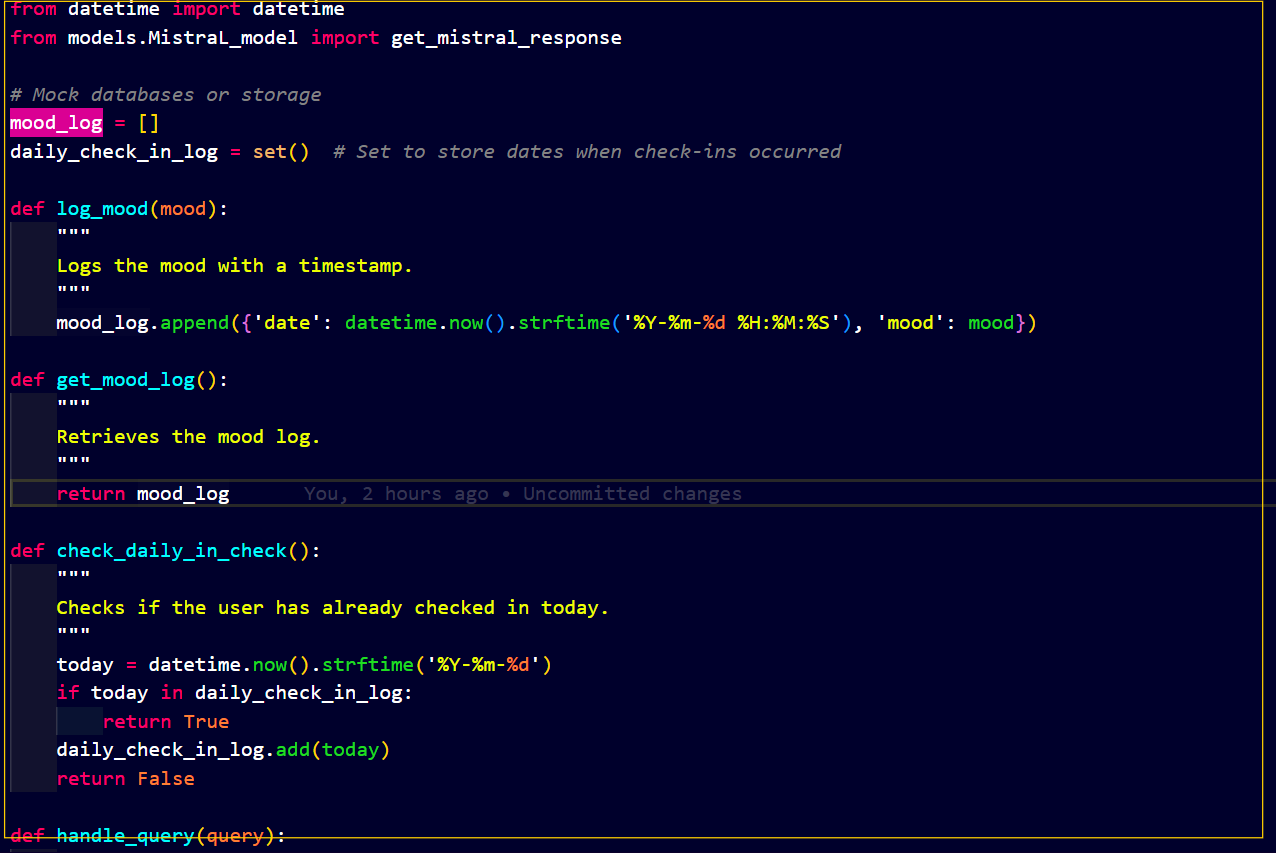 from datetime import datetime
from models.MistraL_model import get_mistral_response
# Mock databases or storage
mood_log = []
daily_check_in_log = set()  # Set to store dates when check-ins occurred
def log_mood(mood):
    """
    Logs the mood with a timestamp.
    """
    mood_log.append({'date': datetime.now().strftime('%Y-%m-%d %H:%M:%S'), 'mood': mood})
def get_mood_log():
    """
    Retrieves the mood log.
    """
    return mood_log      You, 2 hours ago • Uncommitted changes
def check_daily_in_check():
    """
    Checks if the user has already checked in today.
    """
    today = datetime.now().strftime('%Y-%m-%d')
    if today in daily_check_in_log:
        return True
    daily_check_in_log.add(today)
    return False
def handle_query(query):